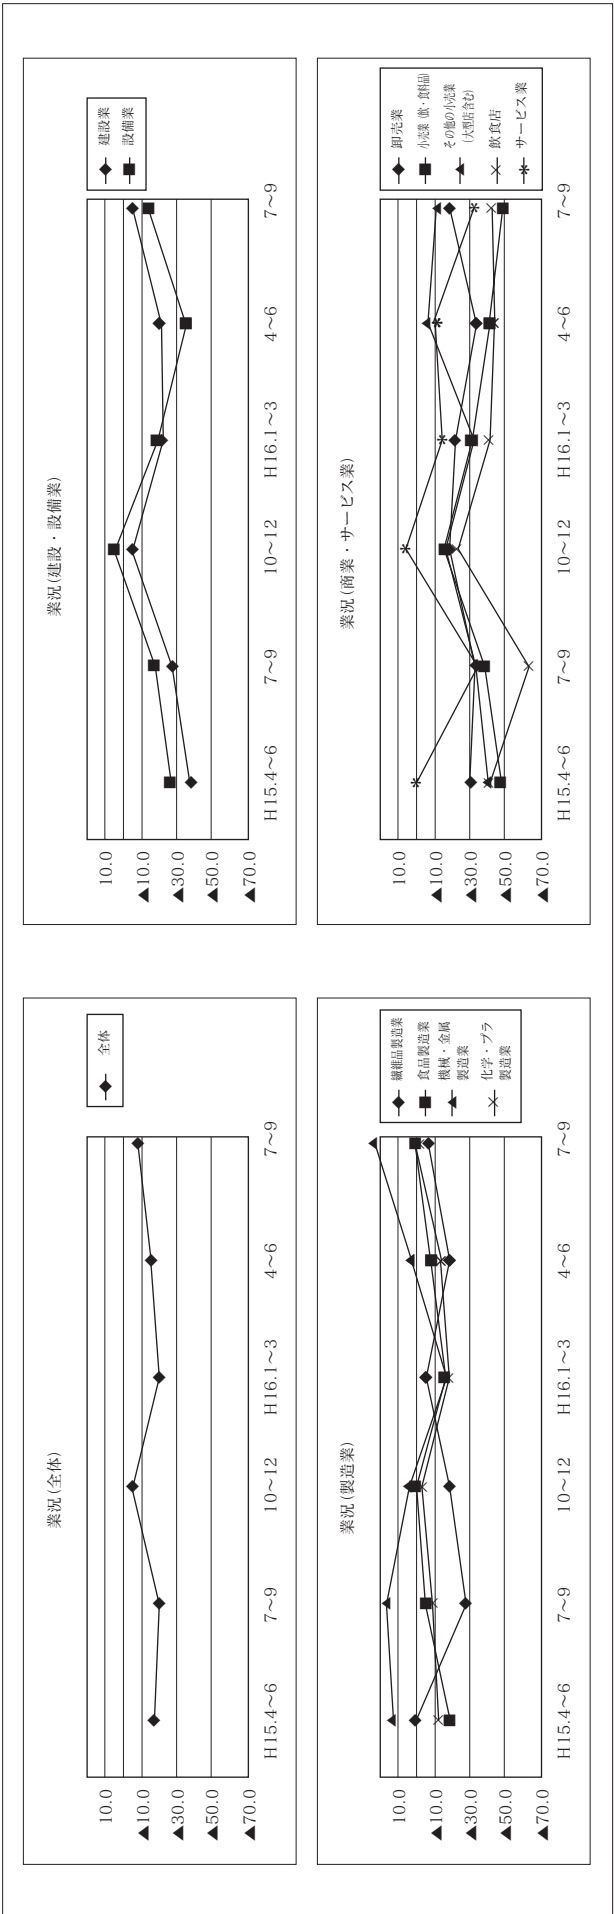 業況(全体)
全体
10.0
▲10.0
▲30.0
▲50.0
▲70.0
H15.4~6
7~9
10~12
H16.1~3
4~6
7~9
業況(建設・設備業)
建設業
設備業
10.0
▲10.0
▲30.0
▲50.0
▲70.0
H15.4~6
7~9
10~12
H16.1~3
4~6
7~9
業況(製造業)
繊維品製造業
食品製造業
機械・金属
製造業
化学・プラ
製造業
10.0
▲10.0
▲30.0
▲50.0
▲70.0
H15.4~6
7~9
10~12
H16.1~3
4~6
7~9
業況(商業・サービス業)
卸売業
小売業(飲・食料品)
その他の小売業
(大型店含む)
飲食店
サービス業
10.0
▲10.0
▲30.0
▲50.0
▲70.0
H15.4~6
7~9
10~12
H16.1~3
4~6
7~9